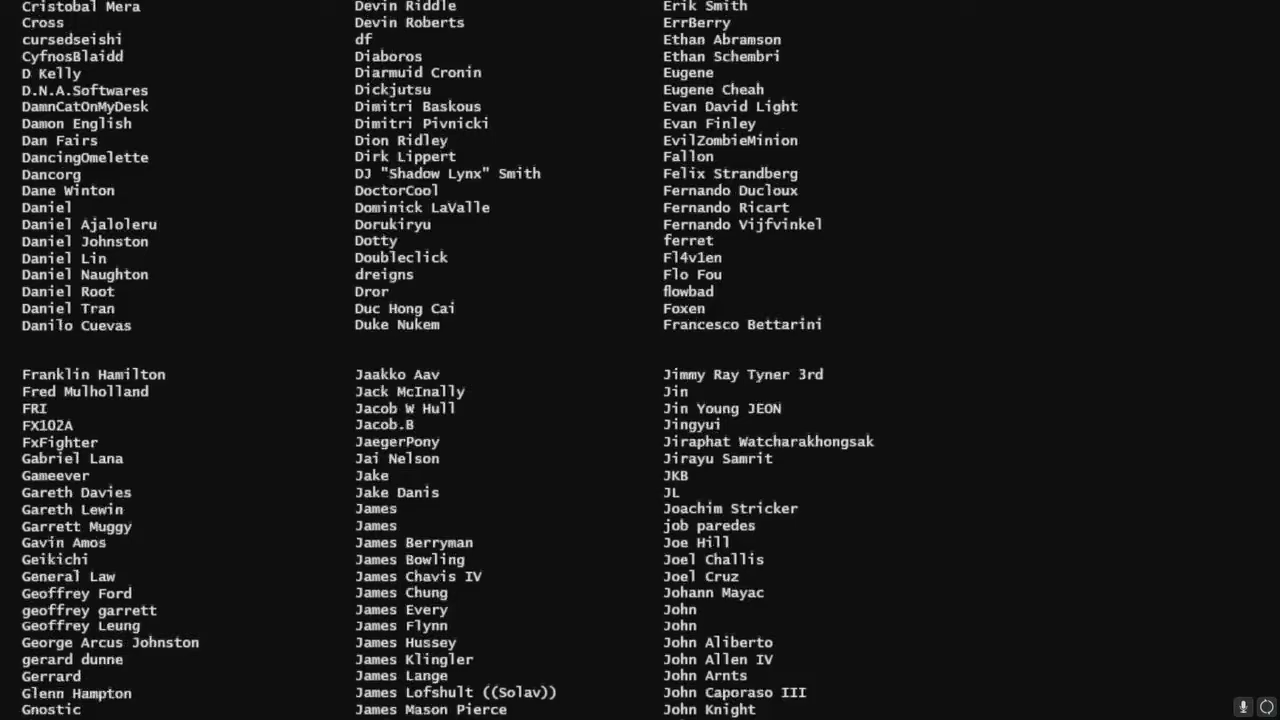 Cristobal Mera
Cross
cursedseishi
CyfnosBlaidd
D Kelly
D.N.A.Softwares
DamnCatOnMyDesk
Damon English
Dan Fairs
DancingOmelette
Dancorg
Dane Winton
Daniel
Daniel Ajaloleru
Daniel Johnston
Daniel Lin
Daniel Naughton
Daniel Root
Daniel Tran
Danilo Cuevas
Devin Riddle
Devin Roberts
df
Diaboros
Diarmuid Cronin
Dickjutsu
Dimitri Baskous
Dimitri Pivnicki
Dion Ridley
Dirk Lippert
DJ "Shadow Lynx" Smith
DoctorCool
Dominick LaValle
Dorukiryu
Dotty
Doubleclick
dreigns
Dror
Duc Hong Cai
Duke Nukem
Erik Smith
ErrBerry
Ethan Abramson
Ethan Schembri
Eugene
Eugene Cheah
Evan David Light
Evan Finley
EvilZombieMinion
Fallon
Felix Strandberg
Fernando Ducloux
Fernando Ricart
Fernando Vijfvinkel
ferret
Fl4v1en
Flo Fou
flowbad
Foxen
Francesco Bettarini
Franklin Hamilton
Fred Mulholland
FRI
FX10ZA
FxFighter
Gabriel Lana
Gameever
Gareth Davies
Gareth Lewin
Garrett Muggy
Gavin Amos
Geikichi
General Law
Geoffrey Ford
geoffrey garrett
Geoffrey Leung
George Arcus Johnston
gerard dunne
Gerrard
Glenn Hampton
Gnostic
Jaakko Aav
Jack McInally
Jacob W Hull
Jacob.B
JaegerPony
Jai Nelson
Jake
Jake Danis
James
James
James Berryman
James Bowling
James Chavis IV
James Chung
James Every
James Flynn
James Hussey
James Klingler
James Lange
James Lofshult ((Solav))
James Mason Pierce
Jimmy Ray Tyner 3rd
Jin
Jin Young JEON
Jingyui
Jiraphat Watcharakhongsak
Jirayu Samrit
JKB
JL
Joachim Stricker
job paredes
Joe Hill
Joel Challis
Joel Cruz
Johann Mayac
John
John
John Aliberto
John Allen IV
John Arnts
John Caporaso III
John Knight